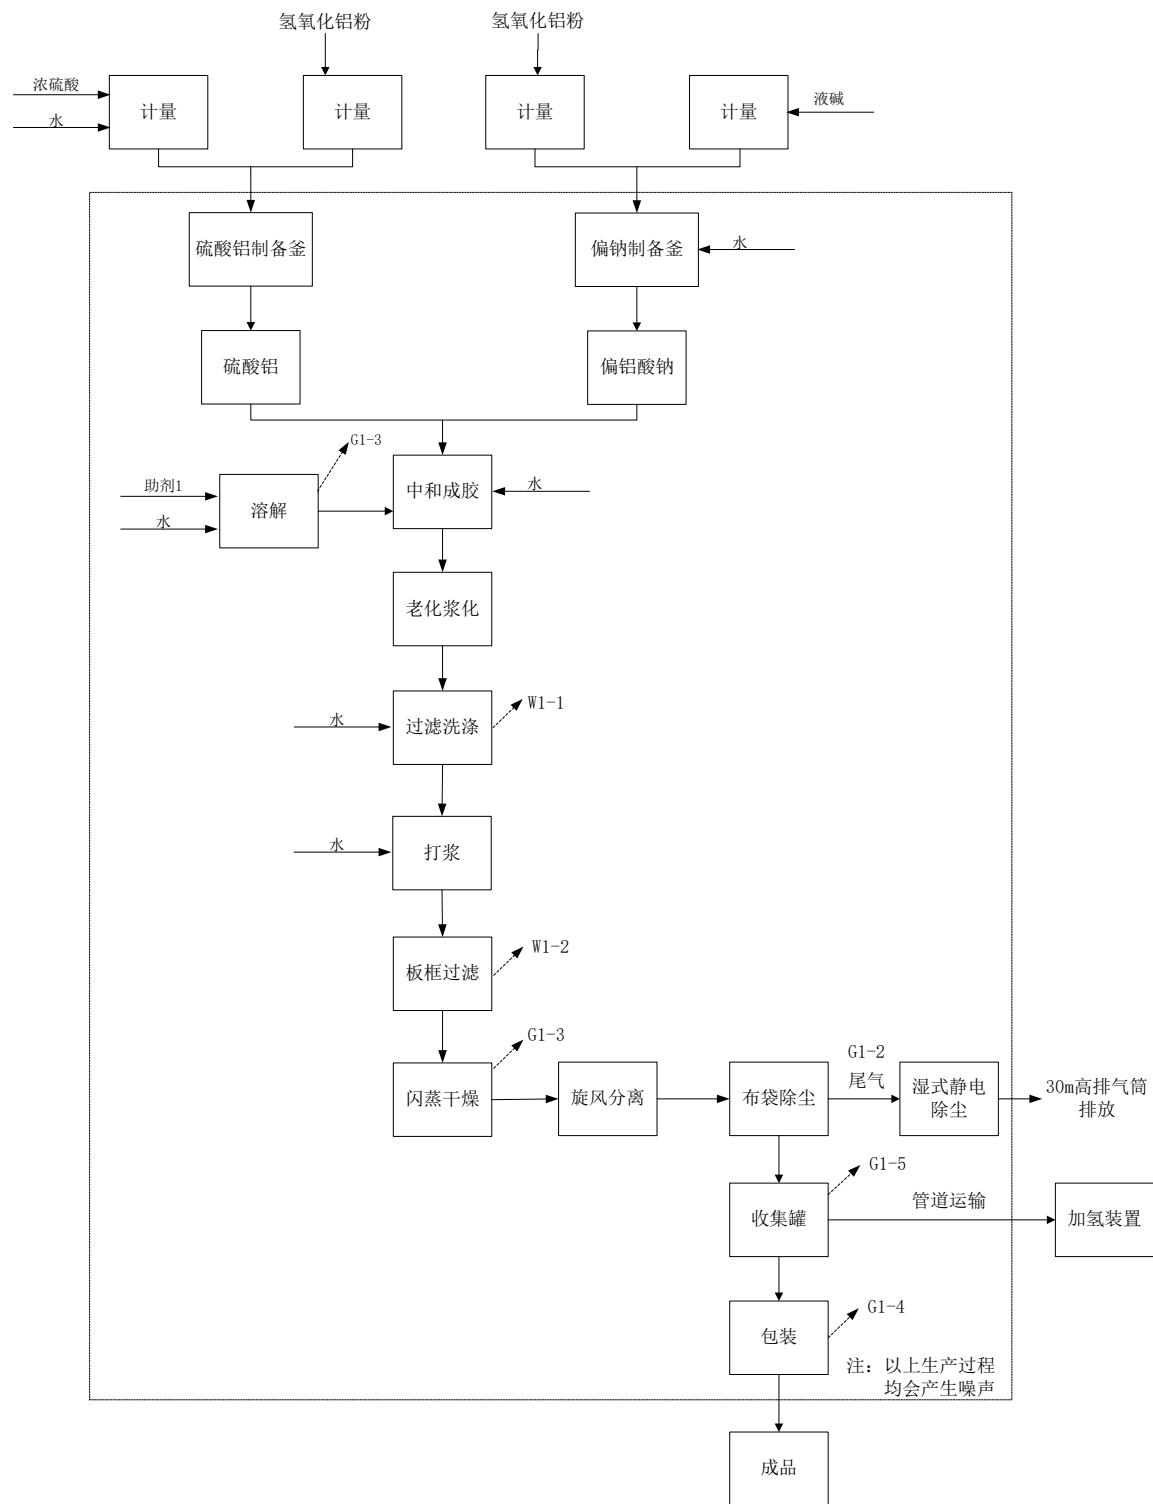 氢氧化铝粉
氢氧化铝粉
浓硫酸
水
计量
计量
计量
计量
液碱
硫酸铝制备釜
偏钠制备釜
水
硫酸铝
偏铝酸钠
G1-3
助剂1
水
溶解
中和成胶
水
老化浆化
水
过滤洗涤
W1-1
水
打浆
板框过滤
W1-2
G1-3
闪蒸干燥
旋风分离
布袋除尘
G1-2
尾气
湿式静电
除尘
30m高排气筒
排放
收集罐
G1-5
管道运输
加氢装置
包装
G1-4
注：以上生产过程
均会产生噪声
成品